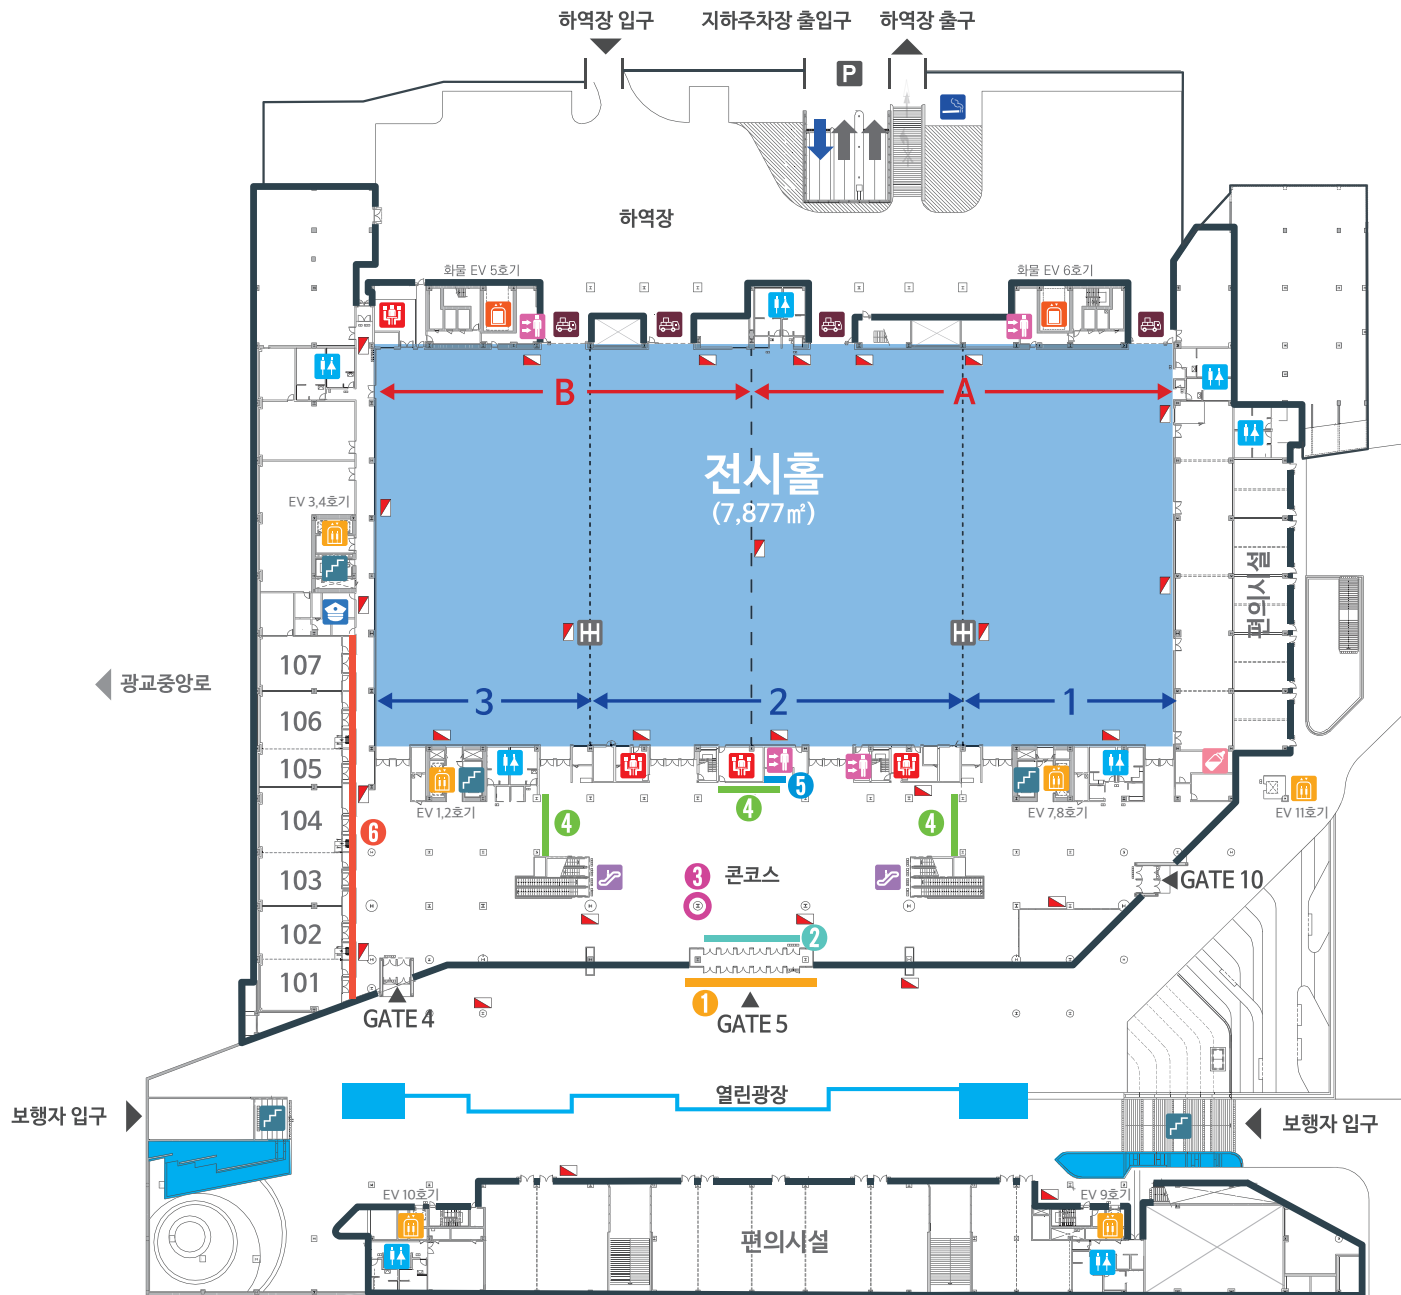 하역장 입구
지하주차장 출입구
하역장 출구
P
하역장
화물 EV 5호기
화물 EV 6호기
B
A
전시홀
(7,877㎡)
EV 3,4호기
편의시설
107
광교중앙로
106
3
2
1
105
5
104
4
4
4
EV 1,2호기
EV 7,8호기
EV 11호기
6
103
3
콘코스
GATE 10
102
2
101
1
GATE 4
GATE 5
열린광장
보행자 입구
보행자 입구
EV 10호기
EV 9호기
편의시설